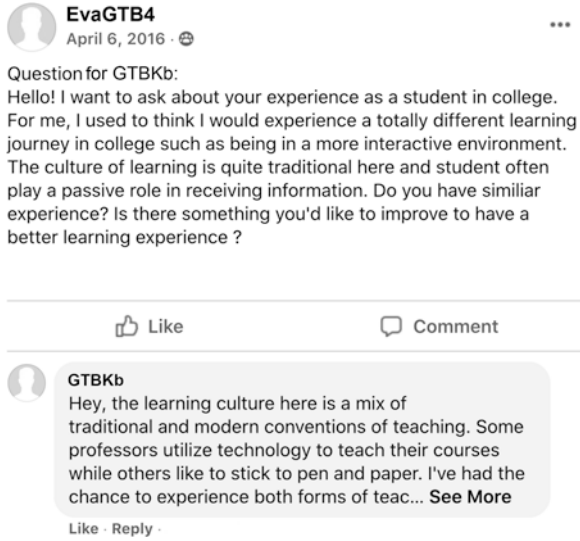 EvaGTB4
April 6, 2016 ·
Question for GTBKb:
Hello! I want to ask about your experience as a student in college.
For me, I used to think I would experience a totally different learning
journey in college such as being in a more interactive environment.
The culture of learning is quite traditional here and student often
play a passive role in receiving information. Do you have similiar
experience? Is there something you'd like to improve to have a
better learning experience ?
Like Comment
GTBKb
Hey, the learning culture here is a mix of
traditional and modern conventions of teaching. Some
professors utilize technology to teach their courses
while others like to stick to pen and paper. I've had the
chance to experience both forms of teac... See More
Like · Reply ·